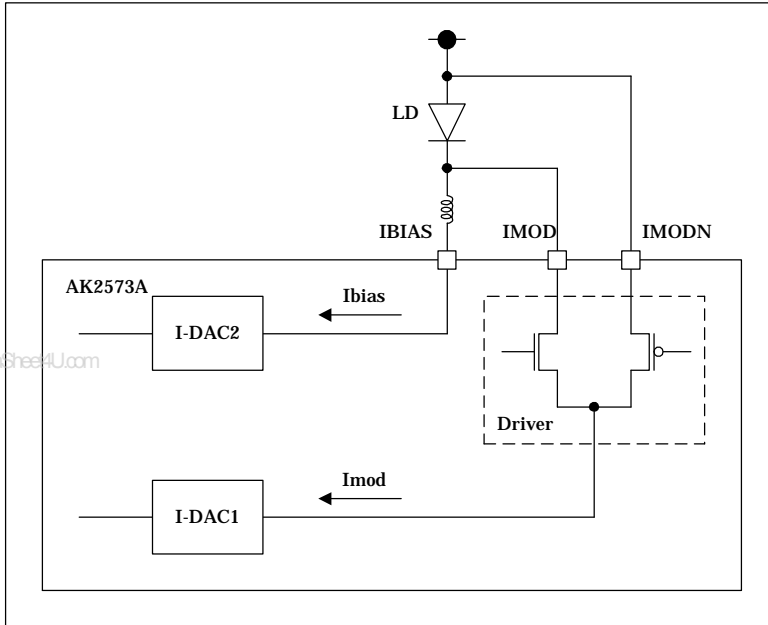 LD
IBIAS
IMOD
IMODN
AK2573A
Ibias
I-DAC2
Driver
Imod
I-DAC1